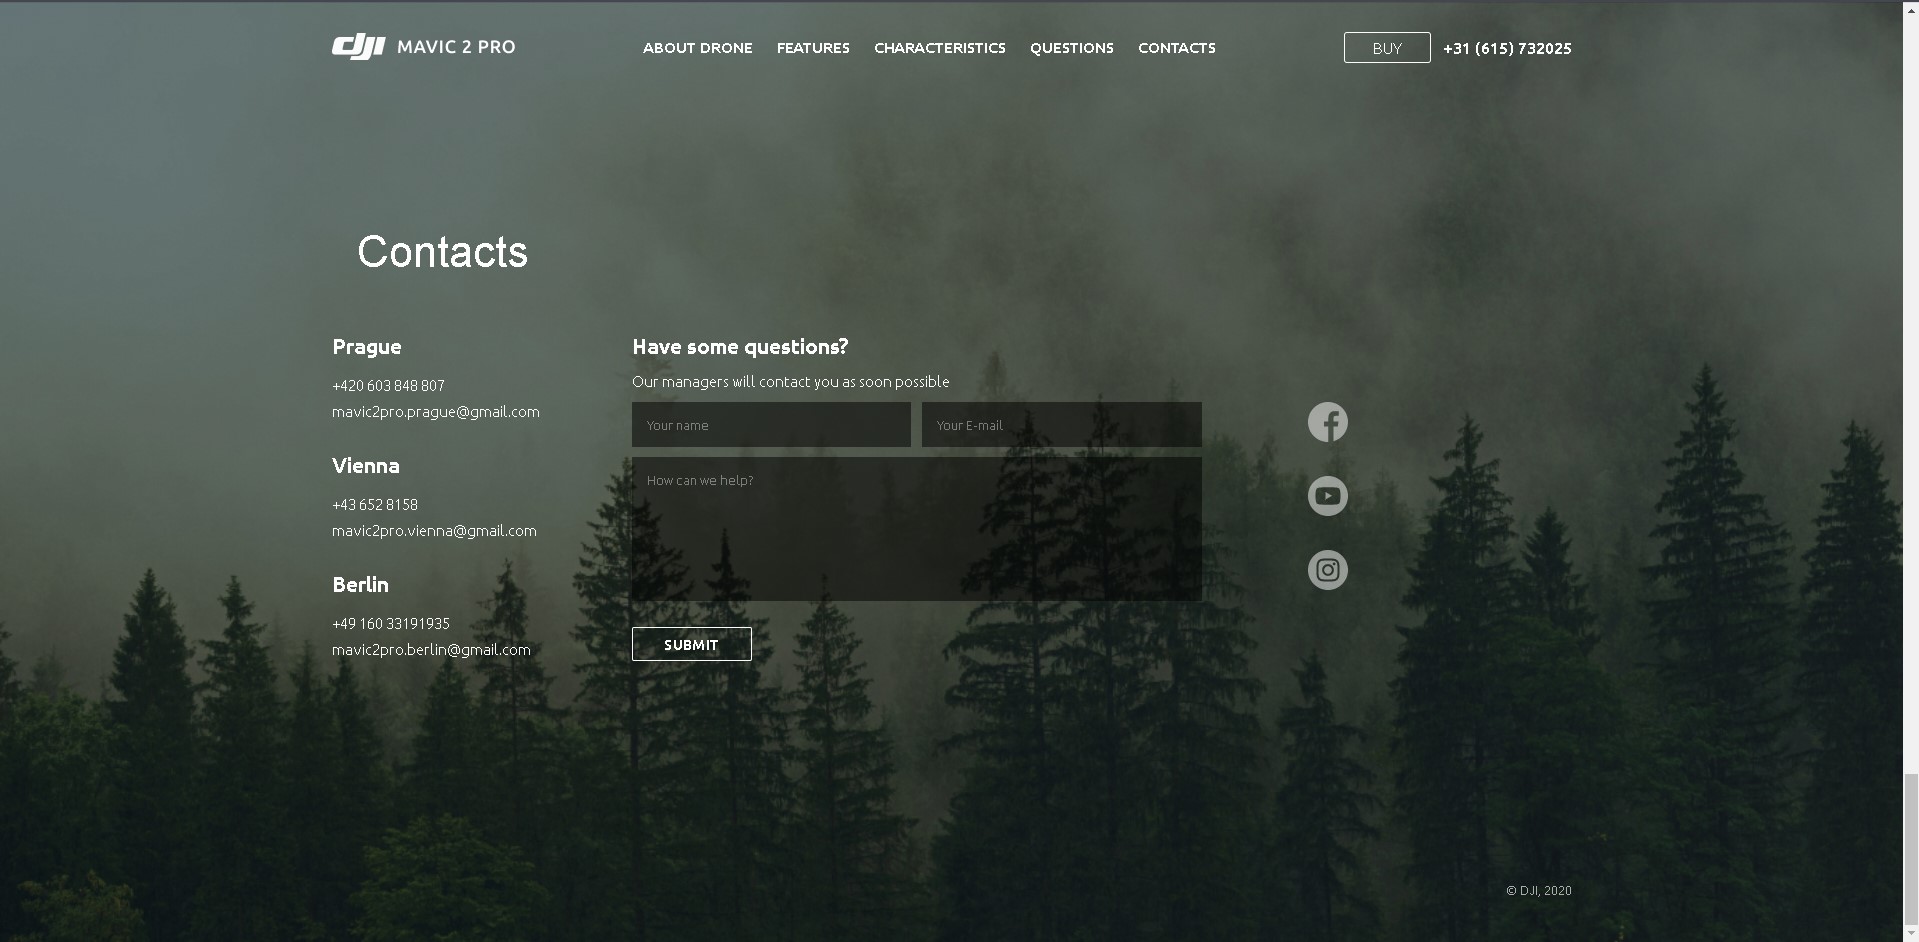 dji MAVIC 2 PRO
ABOUT DRONE FEATURES CHARACTERISTICS QUESTIONS CONTACTS
BUY +31 (615) 732025
Contacts
Prague
+420 603 848 807
mavic2pro.prague@gmail.com
Vienna
+43 652 8158
mavic2pro.vienna@gmail.com
Berlin
+49 160 33191935
mavic2pro.berlin@gmail.com
Have some questions?
Our managers will contact you as soon possible
Your name
Your E-mail
How can we help?
SUBMIT
© DJI, 2020